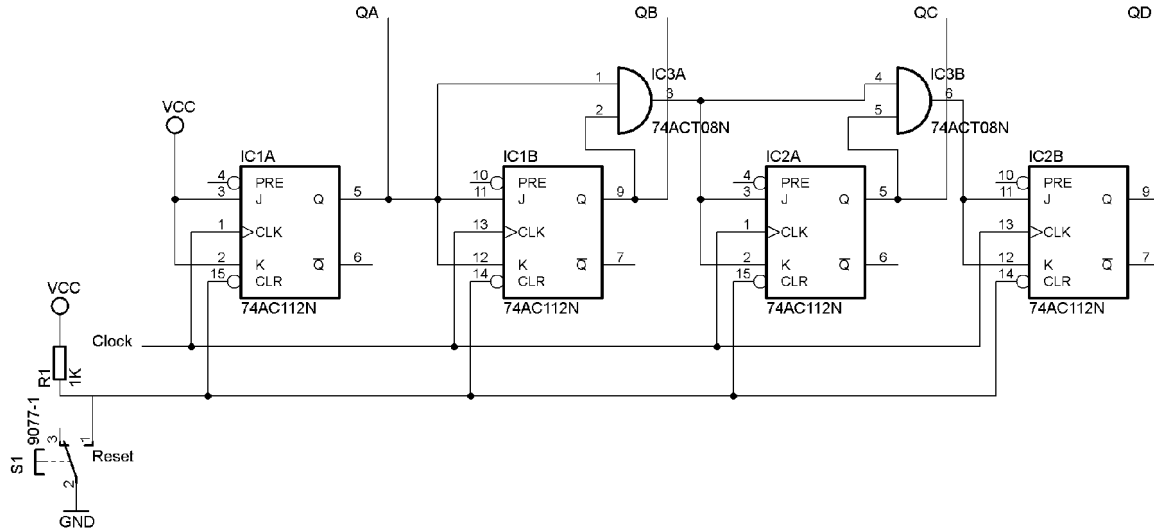 QA QB QC QD
1 IC3A 4 IC3B
3 6
2 5
VCC 74ACT08N 74ACT08N
IC1A IC1B IC2A IC2B
4 PRE 10 PRE 4 PRE 10 PRE
3 J Q 5 11 J Q 9 3 J Q 5 11 J Q 9
1 CLK 13 CLK 1 CLK 13 CLK
2 K Q 6 12 K Q 7 2 K Q 6 12 K Q 7
15 CLR 14 CLR 15 CLR 14 CLR
74AC112N 74AC112N 74AC112N 74AC112N
VCC
Clock
R1 1K
9077-1
3 1
S1 Reset
2
GND